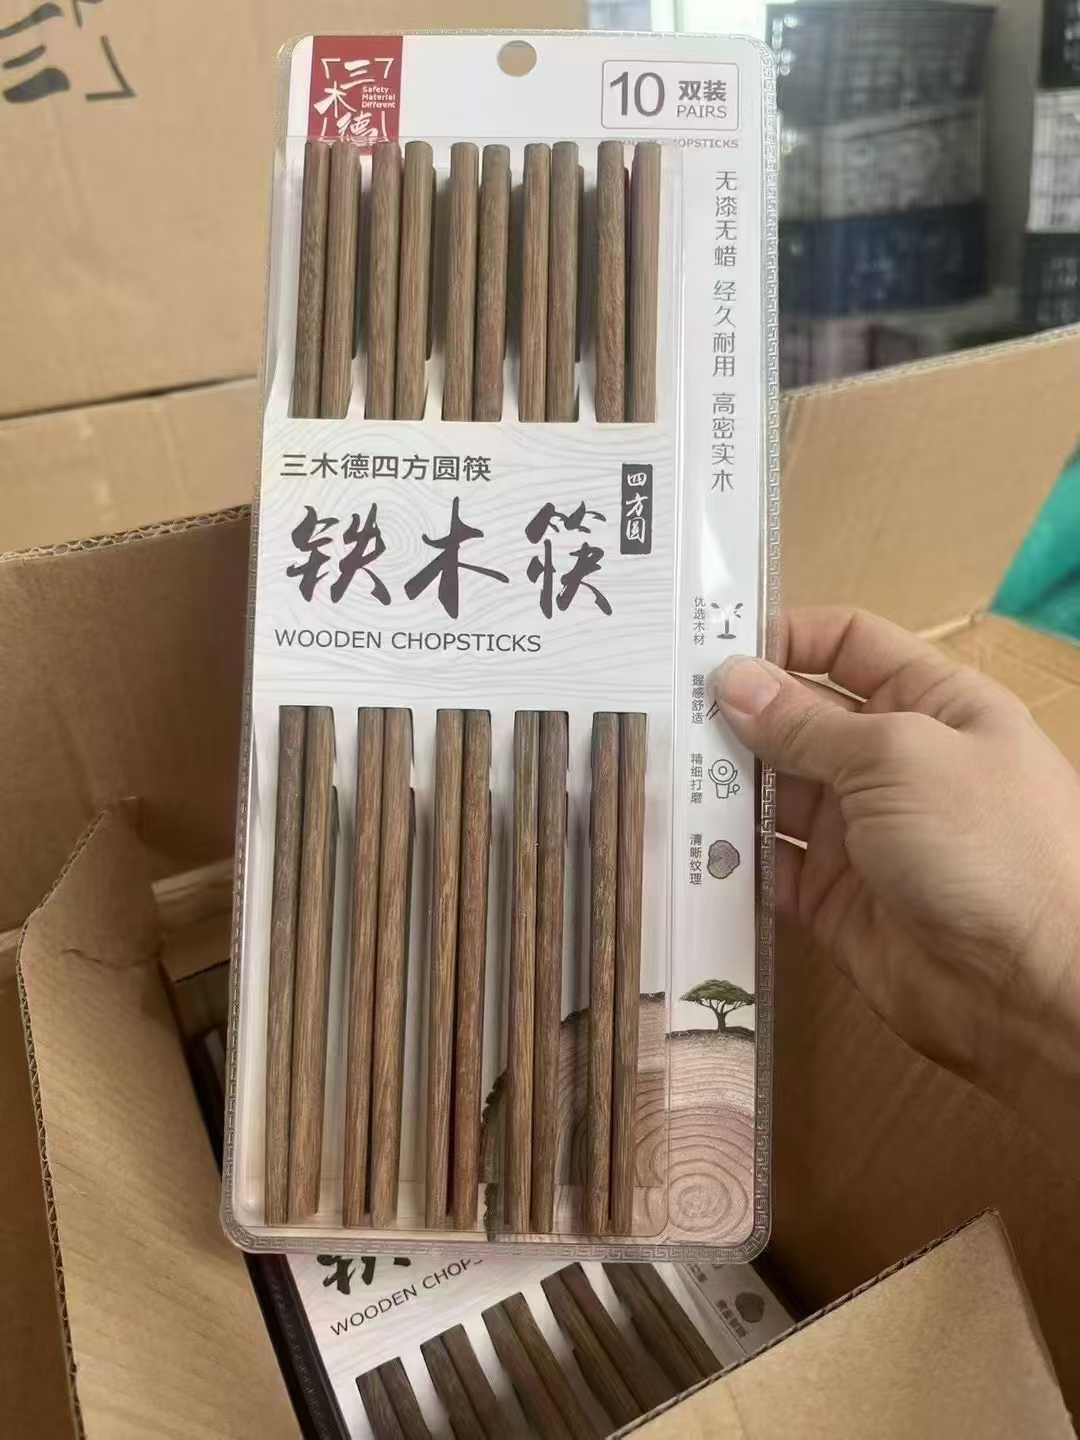 三木德
Safety
Material
Different
10 双装
PAIRS
CHOPSTICKS
无漆无蜡 经久耐用 高密实木
三木德四方圆筷
铁木筷
四方圆
WOODEN CHOPSTICKS
优选木材
握感舒适
精细打磨
清晰纹理
WOODEN CHOP